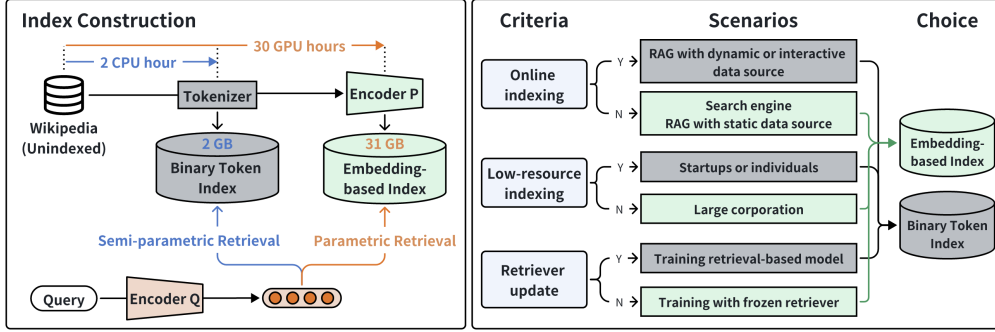 Index Construction
30 GPU hours
2 CPU hour
Wikipedia
(Unindexed)
Tokenizer
Encoder P
2 GB
Binary Token
Index
31 GB
Embedding-
based Index
Semi-parametric Retrieval
Parametric Retrieval
Query
Encoder Q
Criteria
Scenarios
Choice
Online
indexing
Y
N
RAG with dynamic or interactive
data source
Search engine
RAG with static data source
Low-resource
indexing
Y
N
Startups or individuals
Large corporation
Retriever
update
Y
N
Training retrieval-based model
Training with frozen retriever
Embedding-
based Index
Binary Token
Index